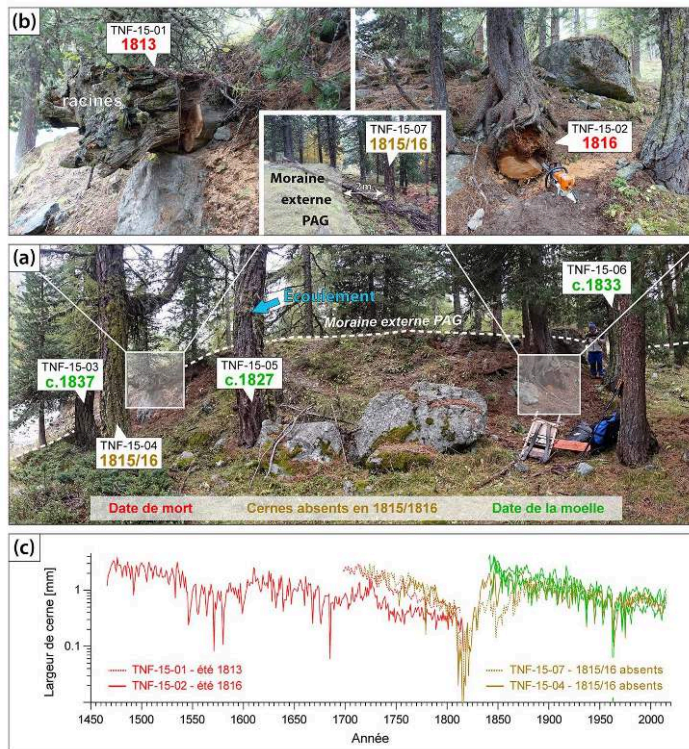 (b)
TNF-15-01
1813
racines
TNF-15-07
1815/16
2m
Moraine
externe
PAG
TNF-15-02
1816
(a)
TNF-15-06
c.1833
Écoulement
Moraine externe PAG
TNF-15-03
c.1837
TNF-15-05
c.1827
TNF-15-04
1815/16
Date de mort
Cernes absents en 1815/1816
Date de la moelle
(c)
Largeur de cerne [mm]
1
0.1
TNF-15-01 - été 1813
TNF-15-02 - été 1816
TNF-15-07 - 1815/16 absents
TNF-15-04 - 1815/16 absents
1450 1500 1550 1600 1650 1700 1750 1800 1850 1900 1950 2000
Année